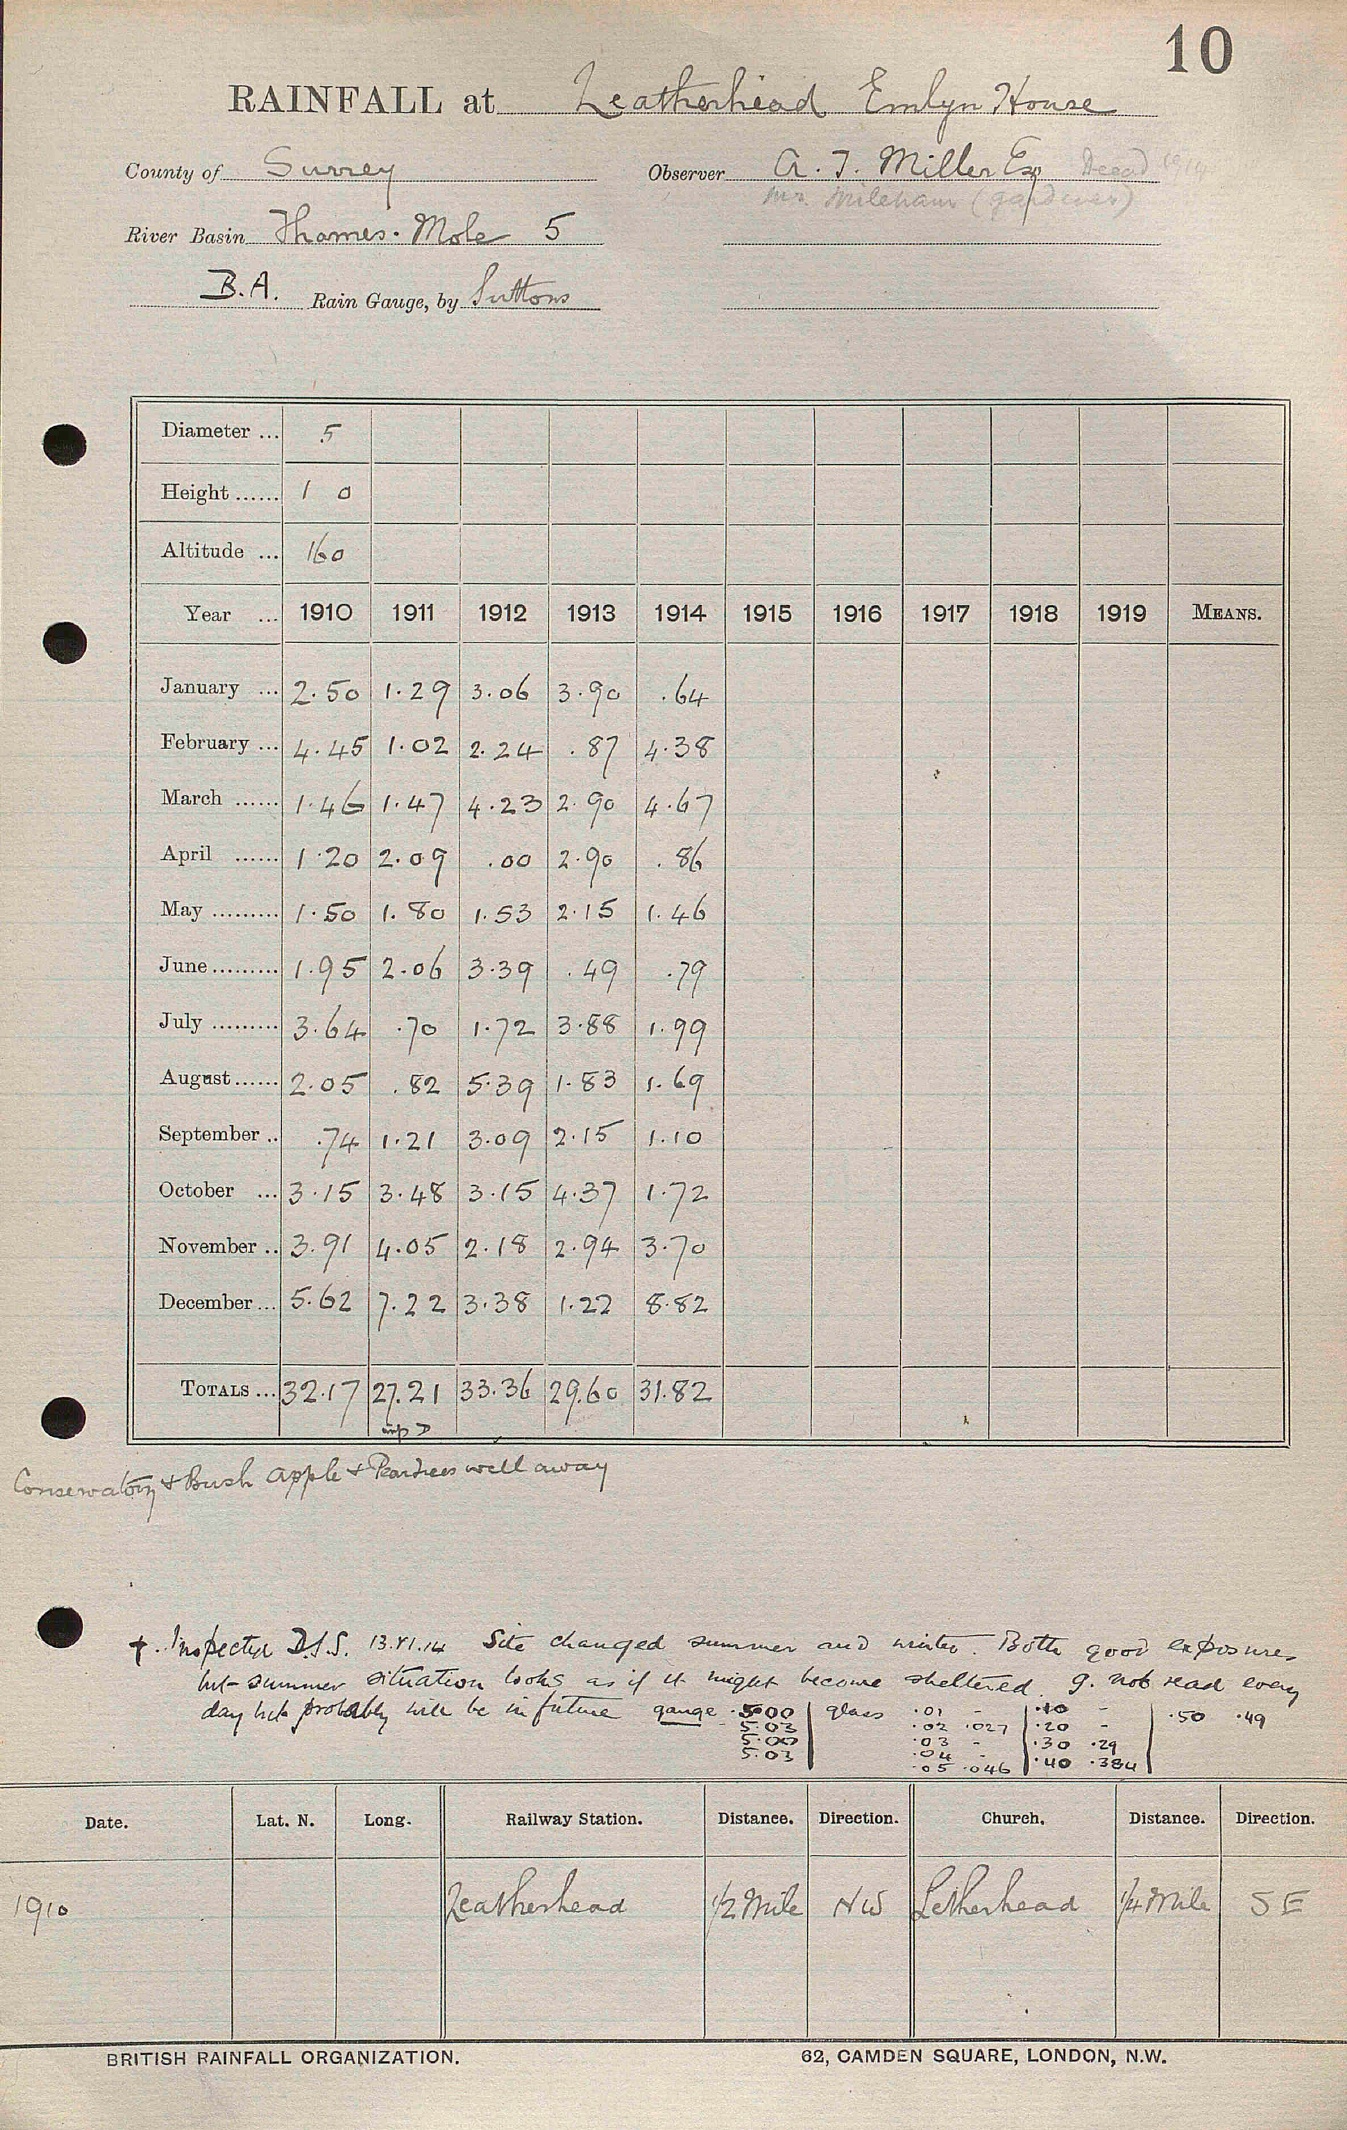 10
RAINFALL at Leatherhead Emlyn House
County of Surrey Observer A. T. Miller Esq Decd 1914
Mr. Mileham (gardener)
River Basin Thames. Mole 5
B.A. Rain Gauge, by Suttons
Diameter ... 5
Height ...... 1 0
Altitude ... 160
Year ... 1910 1911 1912 1913 1914 1915 1916 1917 1918 1919 MEANS.
January ... 2.50 1.29 3.06 3.90 .64
February ... 4.45 1.02 2.24 .87 4.38
March ...... 1.46 1.47 4.23 2.90 4.67
April ...... 1.20 2.09 .00 2.90 .86
May ......... 1.50 1.80 1.53 2.15 1.46
June ......... 1.95 2.06 3.39 .49 .79
July ......... 3.64 .70 1.72 3.88 1.99
August ...... 2.05 .82 5.39 1.83 1.69
September .. .74 1.21 3.09 2.15 1.10
October ... 3.15 3.48 3.15 4.37 1.72
November .. 3.91 4.05 2.18 2.94 3.70
December ... 5.62 7.22 3.38 1.22 8.82
TOTALS ... 32.17 27.21 33.36 29.60 31.82
Conservatory & Bush Apple & Peartrees well away
†. Inspected D.S.S. 13.VI.14 Site changed summer and winter. Both good exposures
but summer situation looks as if it might become sheltered. g. not read every
day but probably will be in future gauge 5.00 glass .01 - .10 - .50 .49
5.03 .02 .027 .20 -
5.00 .03 - .30 .29
5.03 .04 - .40 .384
.05 .046
Date. Lat. N. Long. Railway Station. Distance. Direction. Church. Distance. Direction.
1910 Leatherhead 1/2 Mile NW Letherhead 1/4 Mile SE
BRITISH RAINFALL ORGANIZATION. 62, CAMDEN SQUARE, LONDON, N.W.